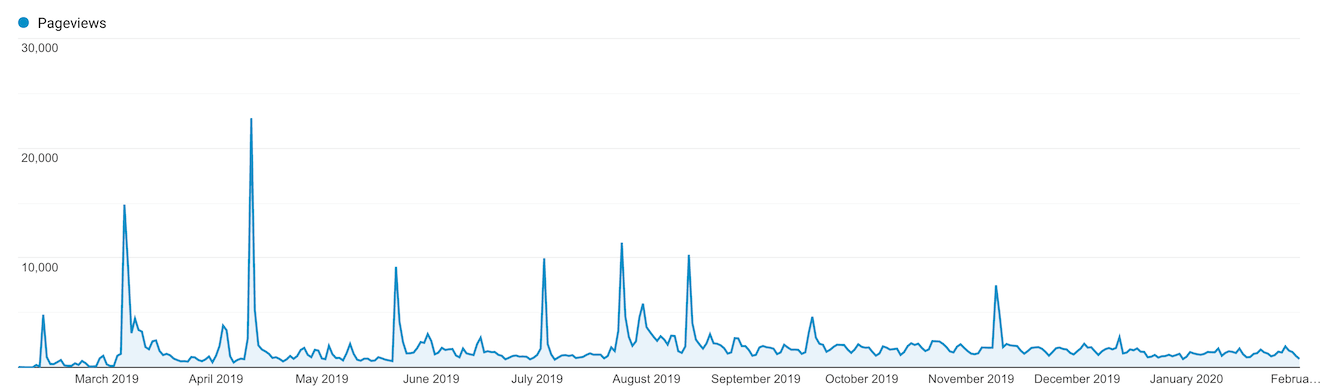 Pageviews
30,000
20,000
10,000
March 2019 April 2019 May 2019 June 2019 July 2019 August 2019 September 2019 October 2019 November 2019 December 2019 January 2020 Februa…